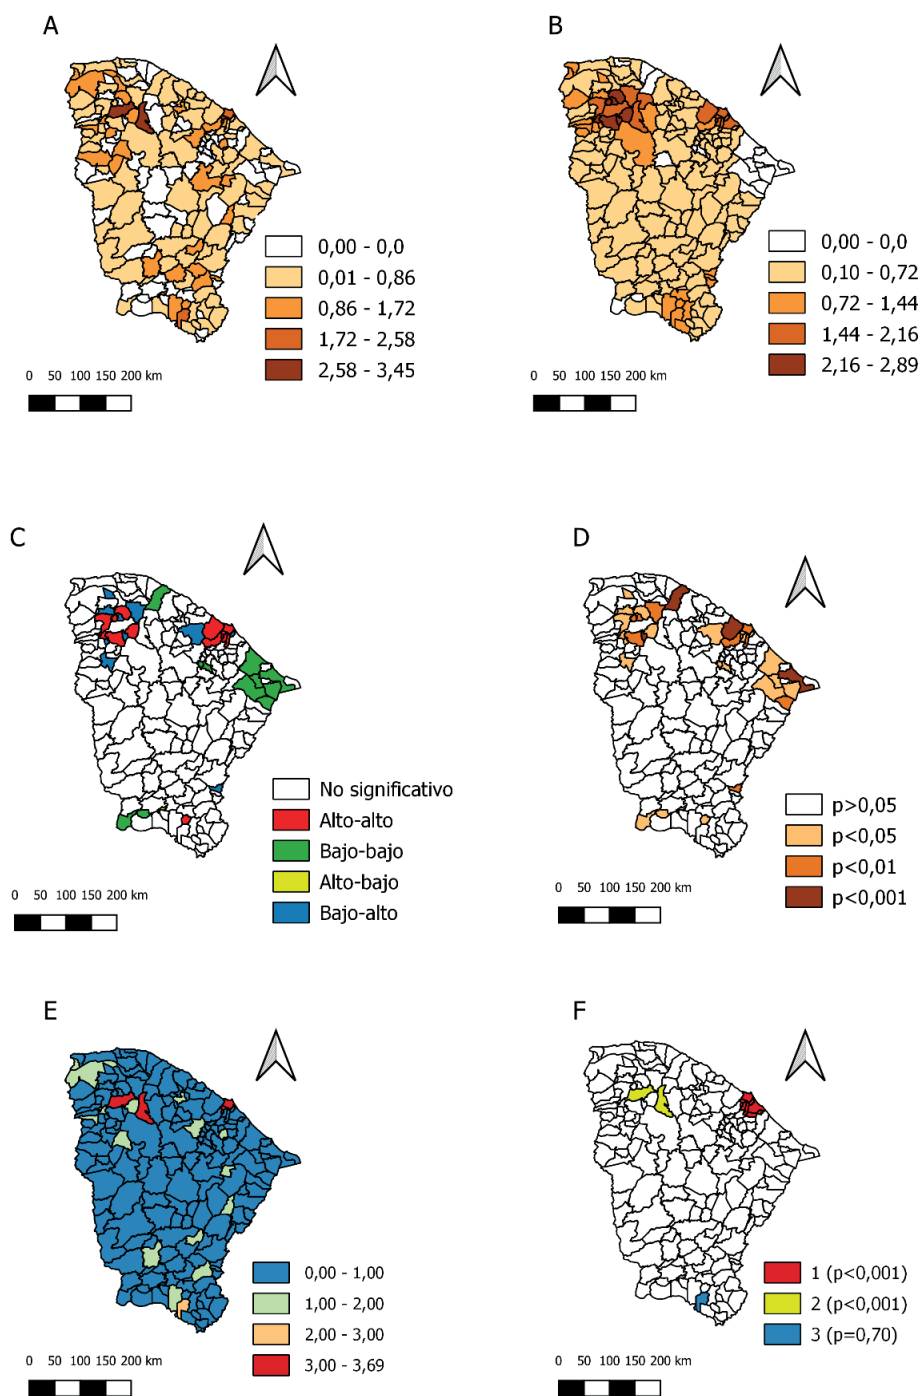 A
0,00 - 0,0
0,01 - 0,86
0,86 - 1,72
1,72 - 2,58
2,58 - 3,45
0 50 100 150 200 km
B
0,00 - 0,0
0,10 - 0,72
0,72 - 1,44
1,44 - 2,16
2,16 - 2,89
0 50 100 150 200 km
C
No significativo
Alto-alto
Bajo-bajo
Alto-bajo
Bajo-alto
0 50 100 150 200 km
D
p>0,05
p<0,05
p<0,01
p<0,001
0 50 100 150 200 km
E
0,00 - 1,00
1,00 - 2,00
2,00 - 3,00
3,00 - 3,69
0 50 100 150 200 km
F
1 (p<0,001)
2 (p<0,001)
3 (p=0,70)
0 50 100 150 200 km